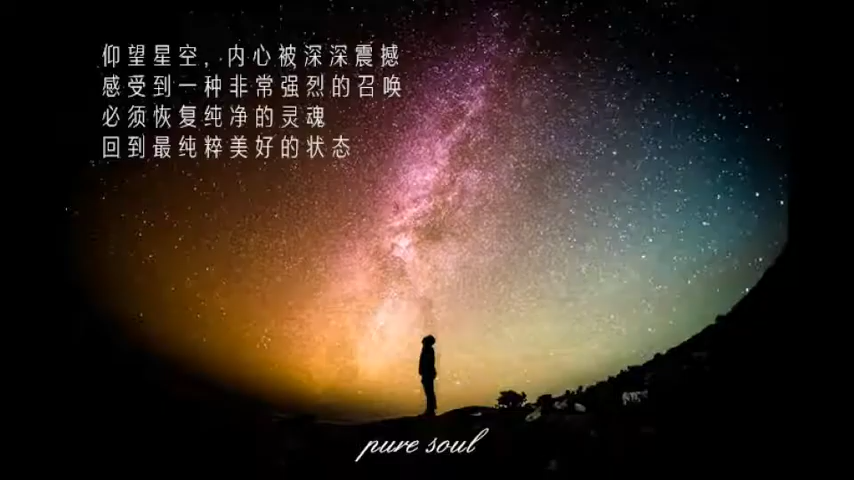 仰望星空，内心被深深震撼
感受到一种非常强烈的召唤
必须恢复纯净的灵魂
回到最纯粹美好的状态
pure soul